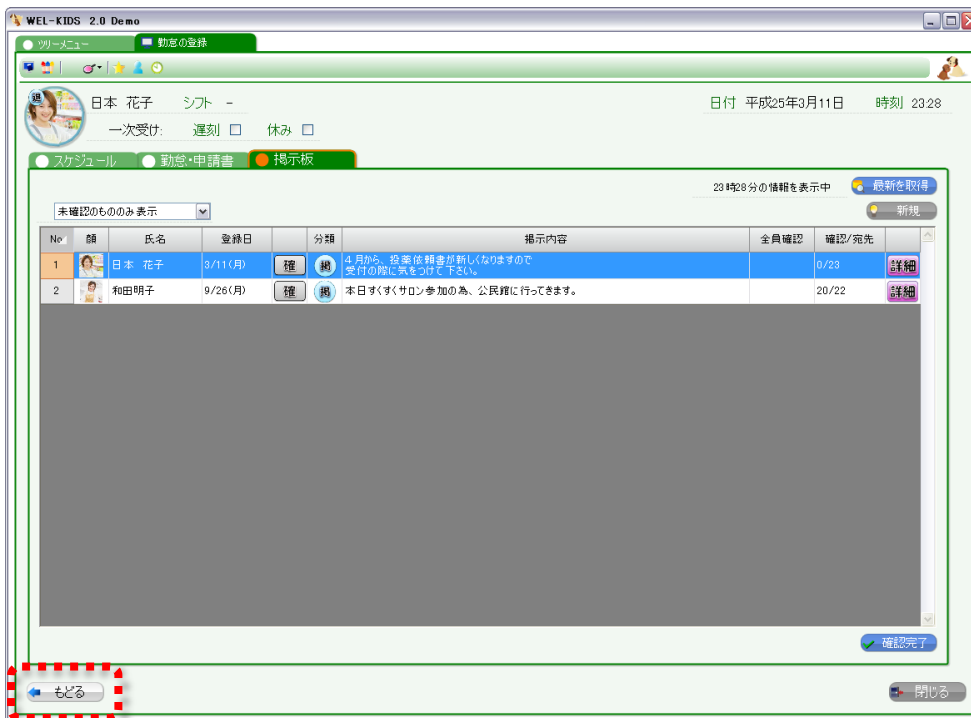 WEL-KIDS 2.0 Demo
ツリーメニュー 勤怠の登録
退 日本 花子 シフト － 日付 平成25年3月11日 時刻 23:28
一次受け: 遅刻 休み
スケジュール 勤怠・申請書 掲示板
23時28分の情報を表示中 最新を取得
未確認のもののみ表示 新規
No 顔 氏名 登録日 分類 掲示内容 全員確認 確認/宛先
1 日本 花子 3/11(月) 確 掲 4月から、投薬依頼書が新しくなりますので 0/23 詳細
受付の際に気をつけて下さい。
2 和田明子 9/26(月) 確 掲 本日すくすくサロン参加の為、公民館に行ってきます。 20/22 詳細
確認完了
もどる 閉じる